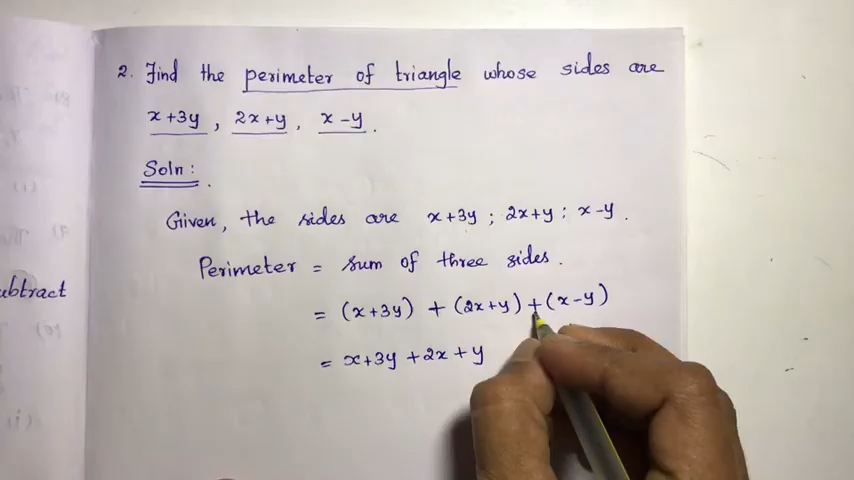 2. Find the perimeter of triangle whose sides are
x+3y , 2x+y , x-y .
Soln: .
Given, the sides are x+3y ; 2x+y : x-y .
Perimeter = sum of three sides .
ubtract
= (x+3y) + (2x+y) + (x-y)
= x+3y +2x +y